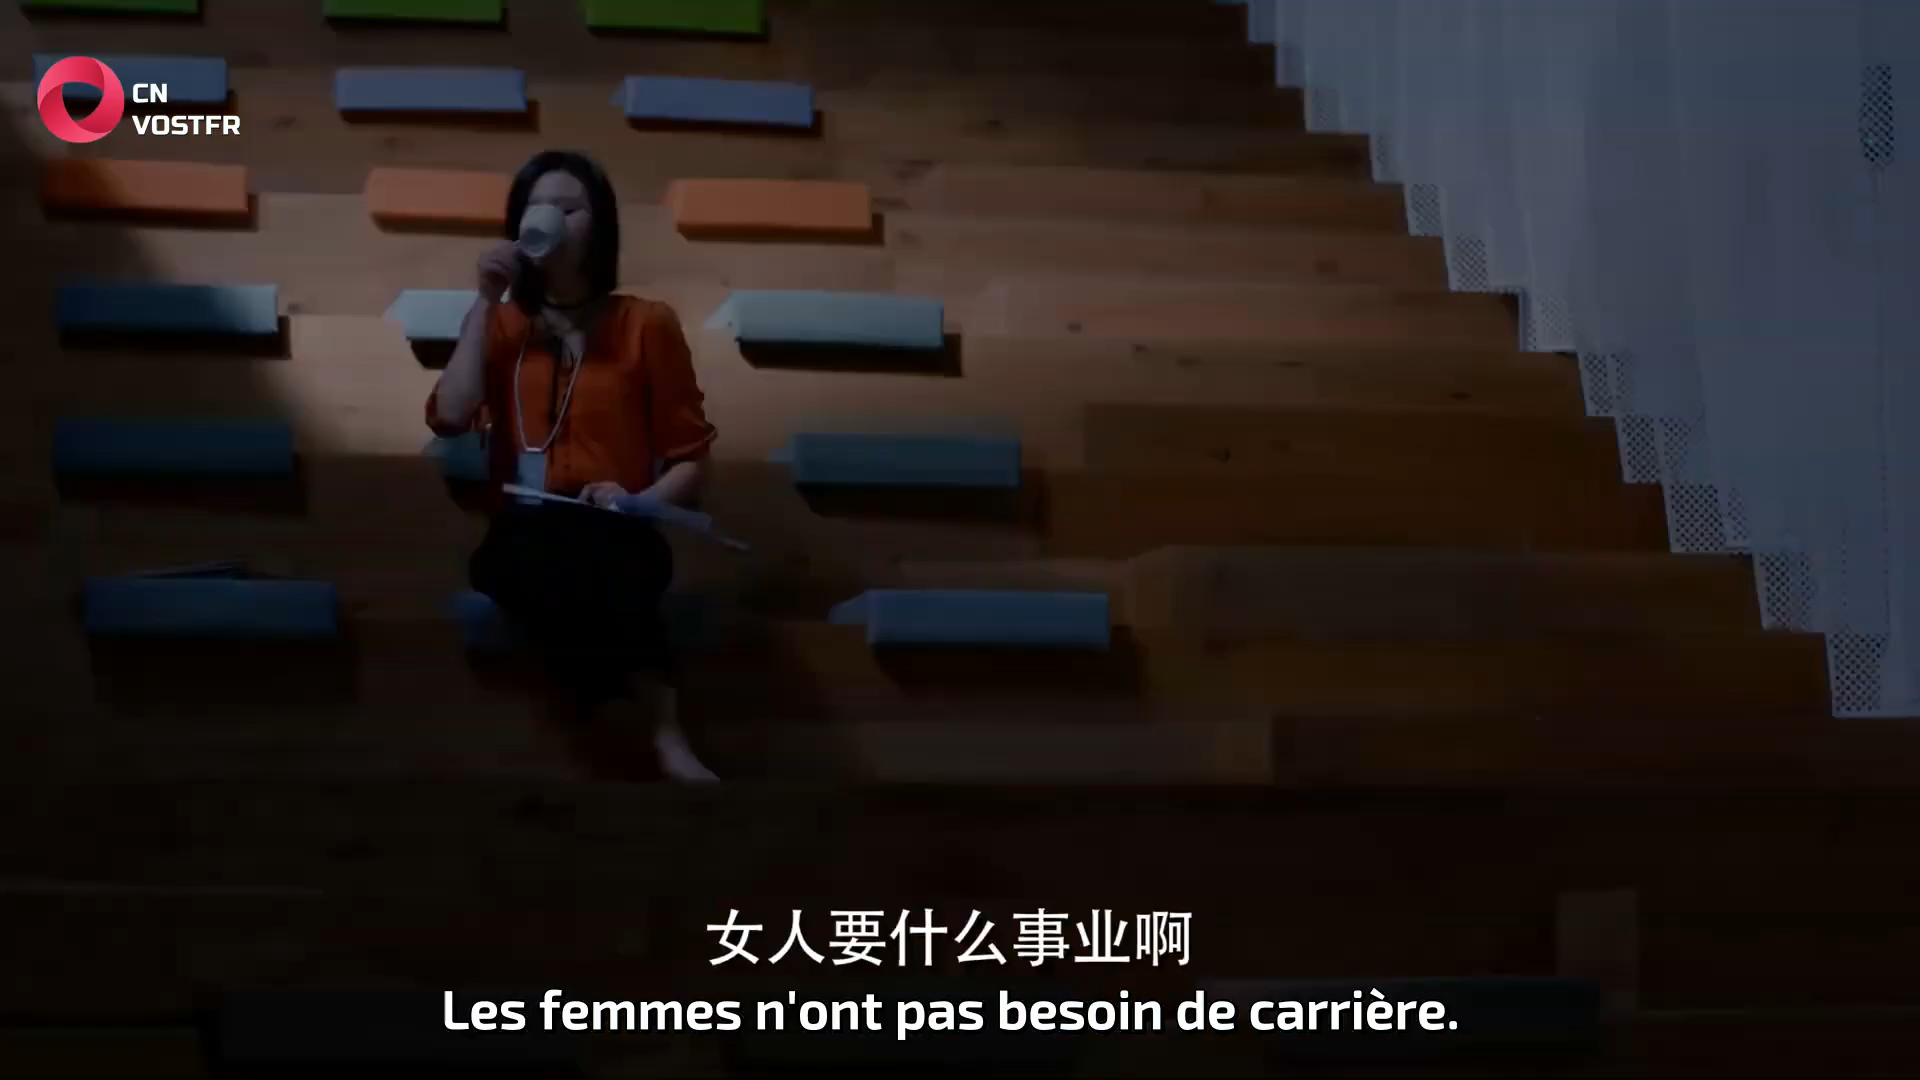 CN
VOSTFR
女人要什么事业啊
Les femmes n'ont pas besoin de carrière.